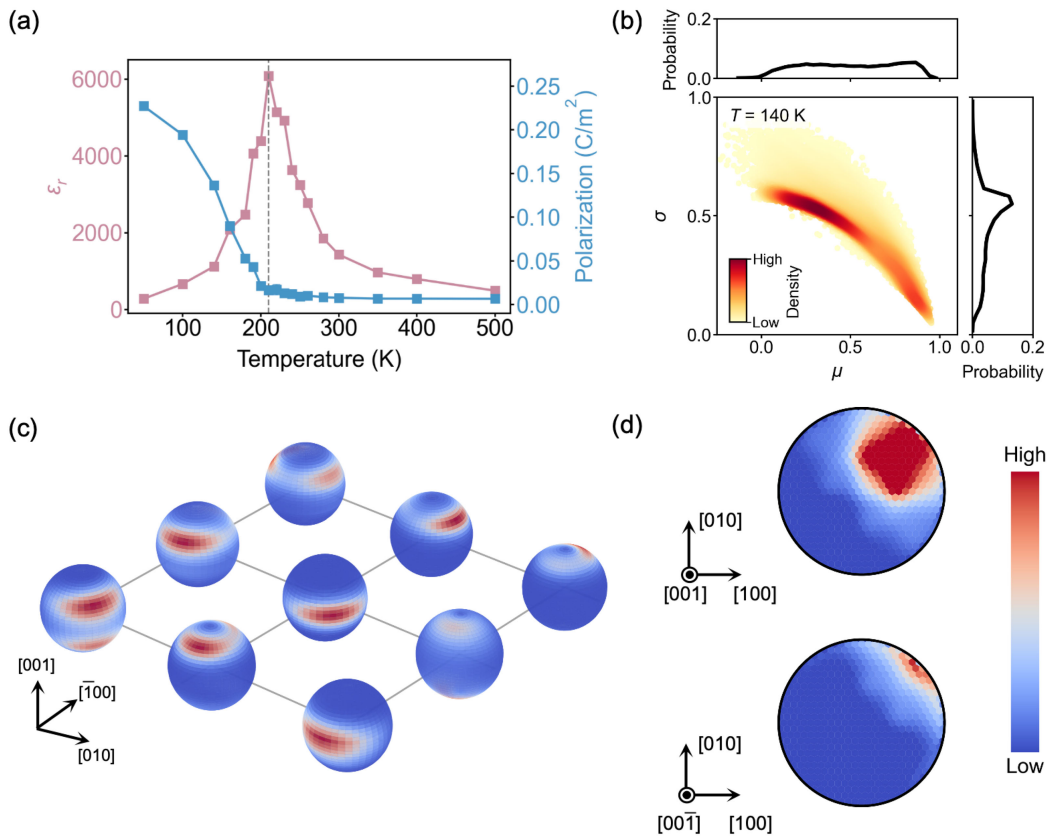 (a)
6000
4000
2000
0
εr
0.25
0.20
0.15
0.10
0.05
0.00
Polarization (C/m²)
100
200
300
400
500
Temperature (K)
(b)
0.2
0.0
Probability
1.0
0.5
0.0
σ
T = 140 K
High
Low
Density
0.0
0.5
1.0
μ
0.0
0.2
Probability
(c)
[001]
[1̅00]
[010]
(d)
[010]
[001]
[100]
[010]
[001̅]
[100]
High
Low